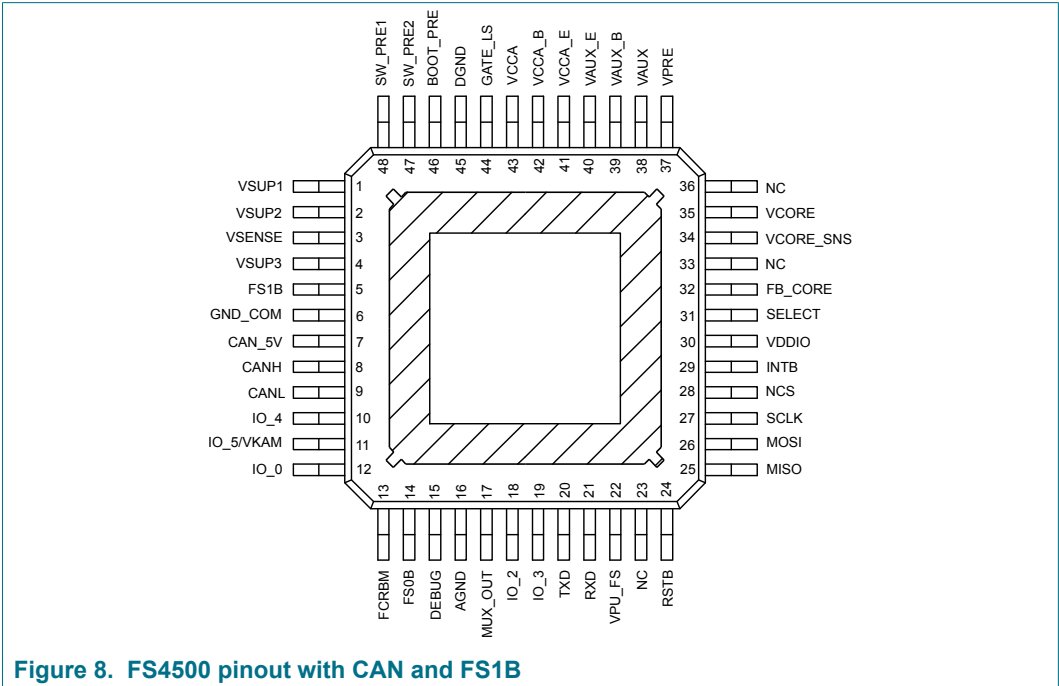 SW_PRE1
SW_PRE2
BOOT_PRE
DGND
GATE_LS
VCCA
VCCA_B
VCCA_E
VAUX_E
VAUX_B
VAUX
VPRE
48
47
46
45
44
43
42
41
40
39
38
37
VSUP1 1
VSUP2 2
VSENSE 3
VSUP3 4
FS1B 5
GND_COM 6
CAN_5V 7
CANH 8
CANL 9
IO_4 10
IO_5/VKAM 11
IO_0 12
36 NC
35 VCORE
34 VCORE_SNS
33 NC
32 FB_CORE
31 SELECT
30 VDDIO
29 INTB
28 NCS
27 SCLK
26 MOSI
25 MISO
13
14
15
16
17
18
19
20
21
22
23
24
FCRBM
FS0B
DEBUG
AGND
MUX_OUT
IO_2
IO_3
TXD
RXD
VPU_FS
NC
RSTB
Figure 8. FS4500 pinout with CAN and FS1B